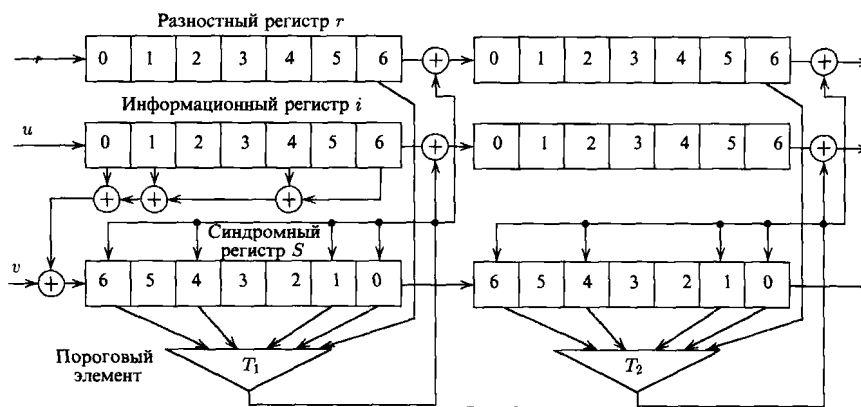 Разностный регистр r
r
0 1 2 3 4 5 6 + 0 1 2 3 4 5 6 +
Информационный регистр i
u
0 1 2 3 4 5 6 + 0 1 2 3 4 5 6 +
+ + +
Синдромный
регистр S
v
+ 6 5 4 3 2 1 0 6 5 4 3 2 1 0
Пороговый
элемент
T1 T2